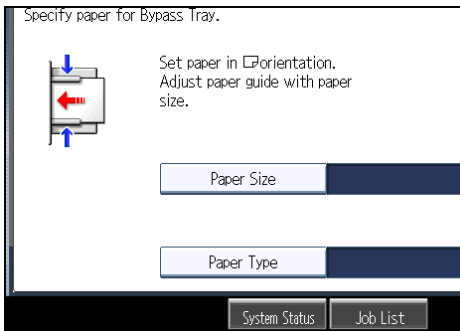 Specify paper for Bypass Tray.
Set paper in orientation.
Adjust paper guide with paper
size.
Paper Size
Paper Type
System Status
Job List